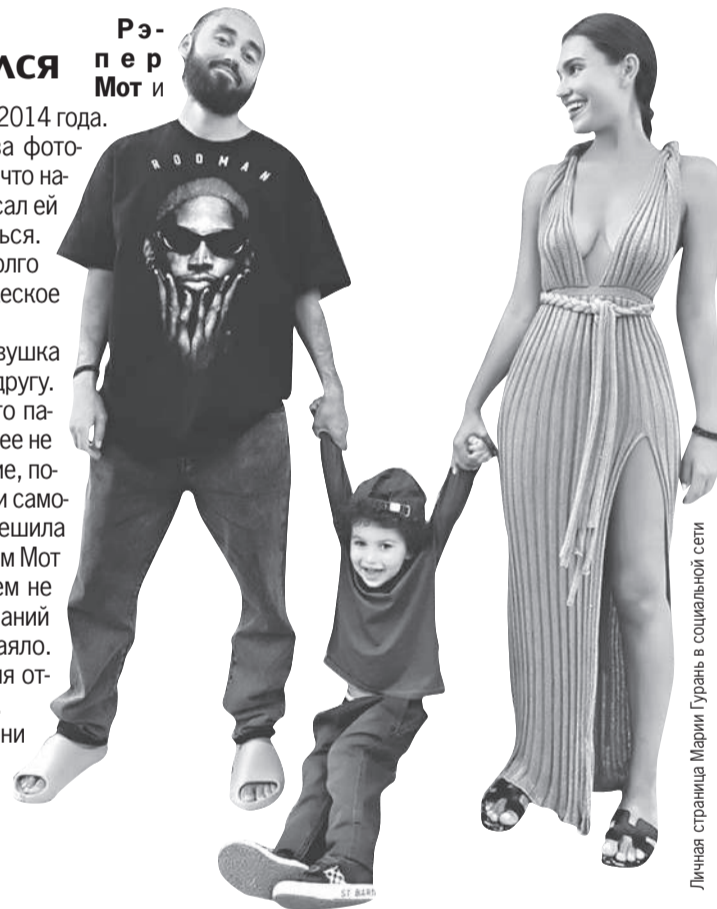 лся
Рэ-
пер
Мот и
2014 года.
фото-
что на-
сал ей
ься.
олго
еское
вушка
другу.
го па-
ее не
ие, по-
и само-
ешила
м Мот
ем не
аний
аяло.
я от-
ни
RODMAN
ST BARTH
Личная страница Марии Гурань в социальной сети